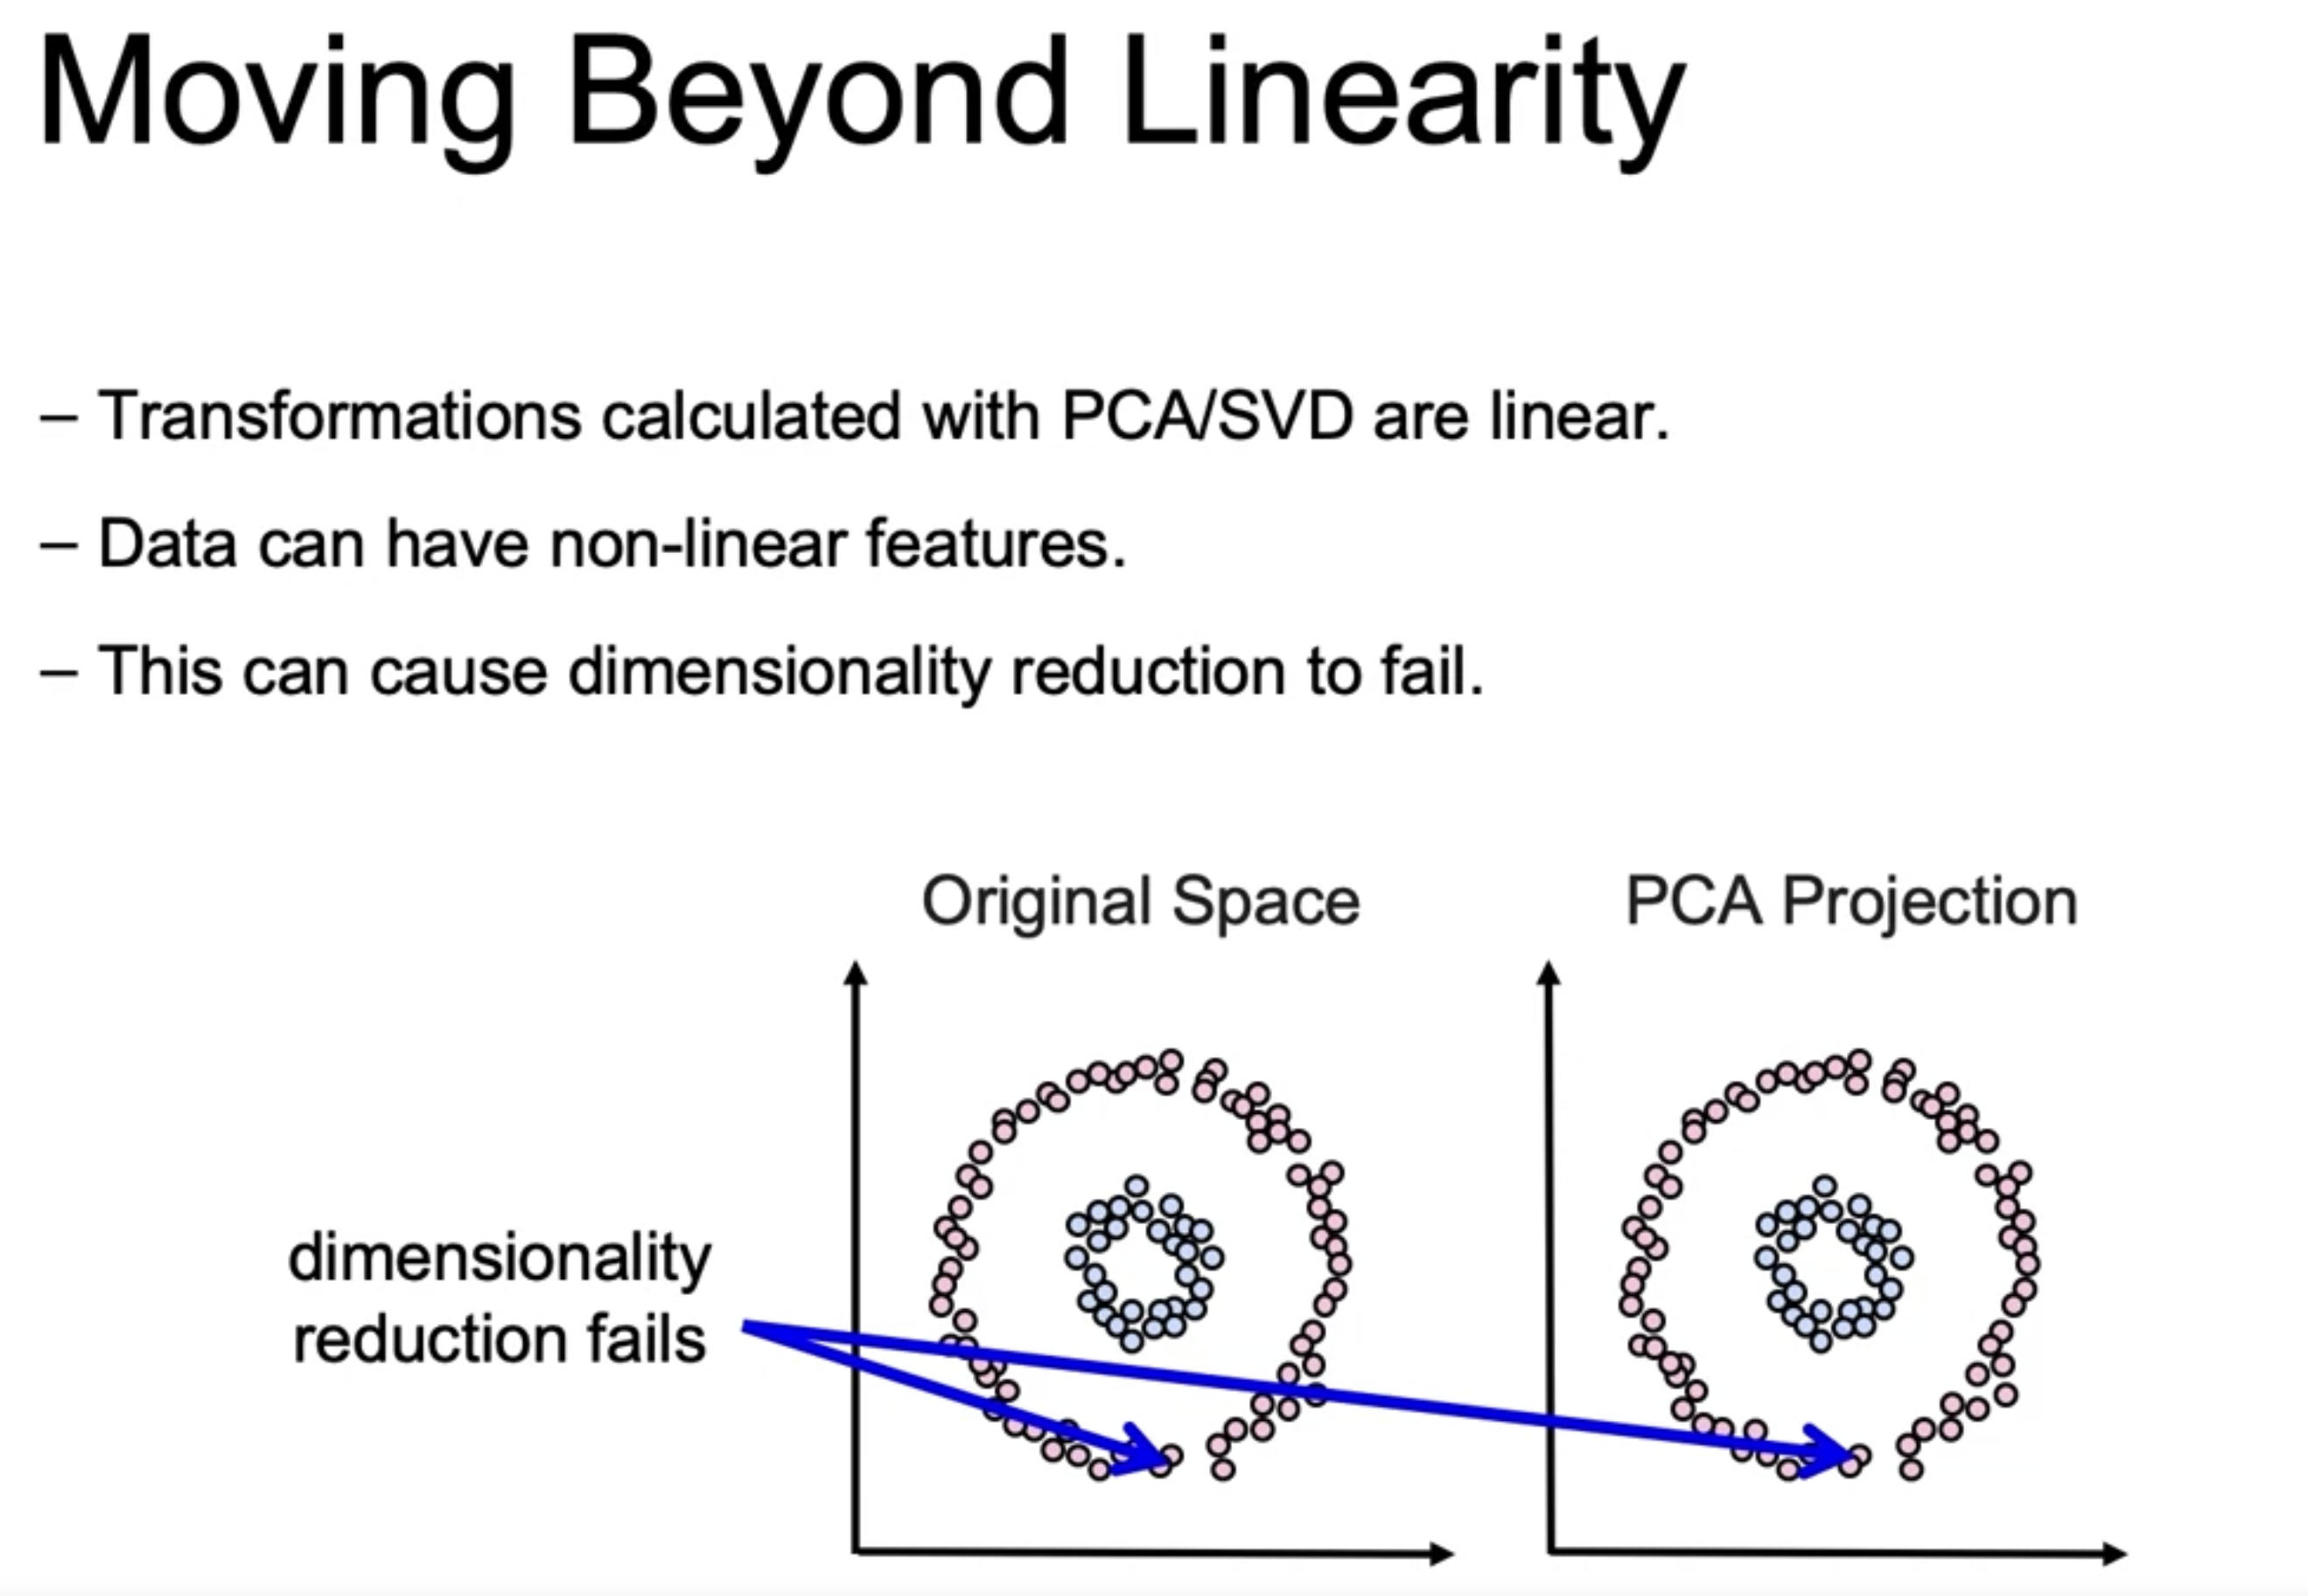 Moving Beyond Linearity
– Transformations calculated with PCA/SVD are linear.
– Data can have non-linear features.
– This can cause dimensionality reduction to fail.
Original Space
PCA Projection
dimensionality
reduction fails